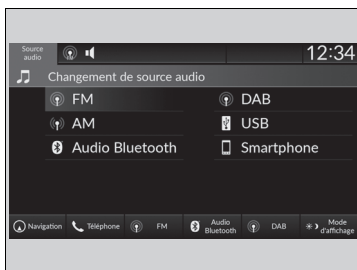 Source
audio
12:34
Changement de source audio
FM
DAB
AM
USB
Audio Bluetooth
Smartphone
Navigation
Téléphone
FM
Audio
Bluetooth
DAB
Mode
d'affichage